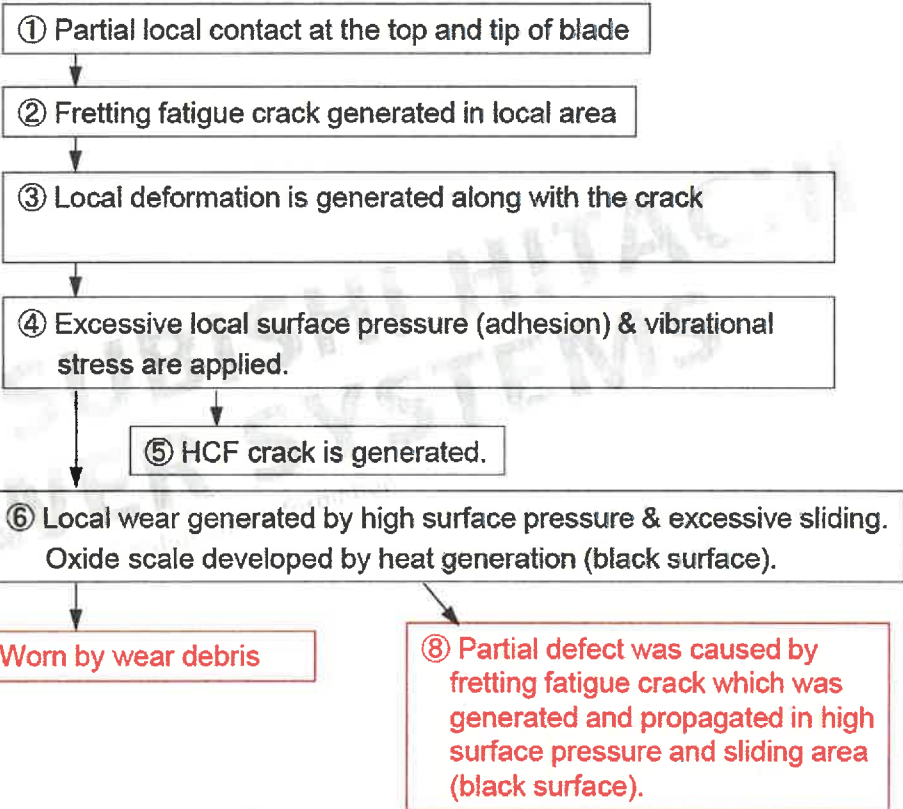 ① Partial local contact at the top and tip of blade
② Fretting fatigue crack generated in local area
③ Local deformation is generated along with the crack
④ Excessive local surface pressure (adhesion) & vibrational
stress are applied.
⑤ HCF crack is generated.
⑥ Local wear generated by high surface pressure & excessive sliding.
Oxide scale developed by heat generation (black surface).
Worn by wear debris
⑧ Partial defect was caused by
fretting fatigue crack which was
generated and propagated in high
surface pressure and sliding area
(black surface).
SUBISHI HITAC
WER SYSTEMS